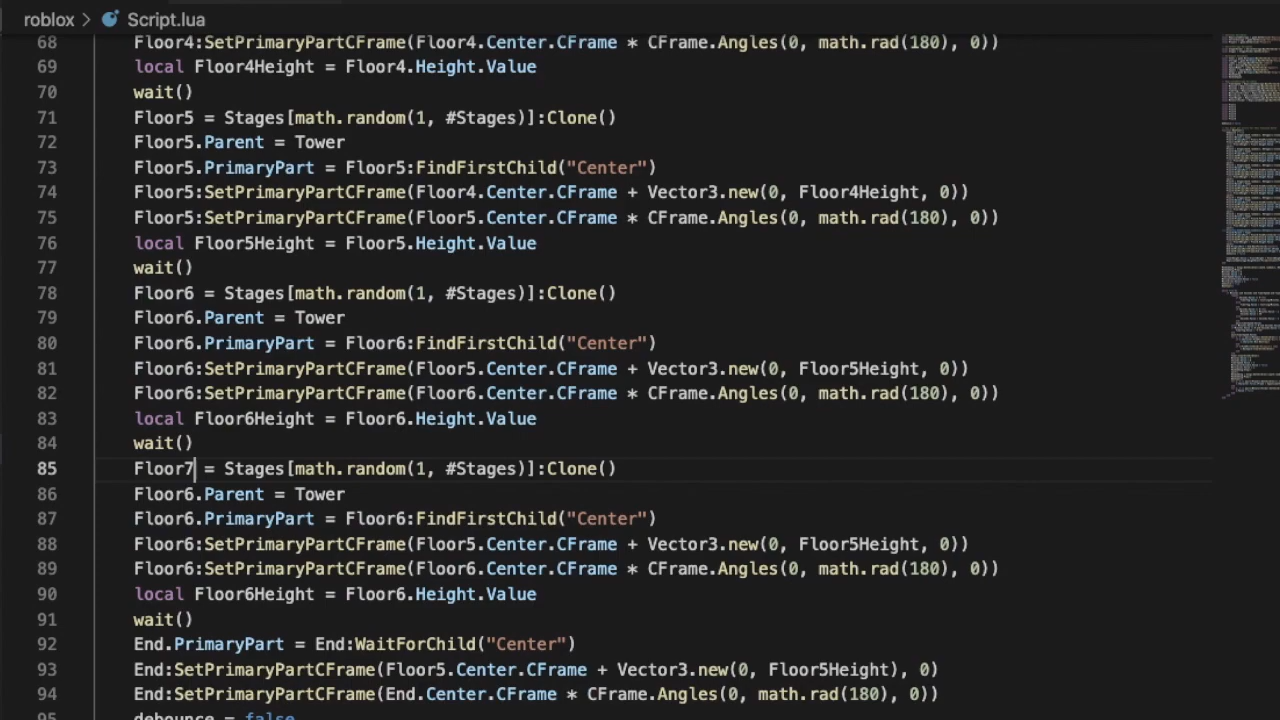 roblox > Script.lua
68 Floor4:SetPrimaryPartCFrame(Floor4.Center.CFrame * CFrame.Angles(0, math.rad(180), 0))
69 local Floor4Height = Floor4.Height.Value
70 wait()
71 Floor5 = Stages[math.random(1, #Stages)]:Clone()
72 Floor5.Parent = Tower
73 Floor5.PrimaryPart = Floor5:FindFirstChild("Center")
74 Floor5:SetPrimaryPartCFrame(Floor4.Center.CFrame + Vector3.new(0, Floor4Height, 0))
75 Floor5:SetPrimaryPartCFrame(Floor5.Center.CFrame * CFrame.Angles(0, math.rad(180), 0))
76 local Floor5Height = Floor5.Height.Value
77 wait()
78 Floor6 = Stages[math.random(1, #Stages)]:Clone()
79 Floor6.Parent = Tower
80 Floor6.PrimaryPart = Floor6:FindFirstChild("Center")
81 Floor6:SetPrimaryPartCFrame(Floor5.Center.CFrame + Vector3.new(0, Floor5Height, 0))
82 Floor6:SetPrimaryPartCFrame(Floor6.Center.CFrame * CFrame.Angles(0, math.rad(180), 0))
83 local Floor6Height = Floor6.Height.Value
84 wait()
85 Floor7 = Stages[math.random(1, #Stages)]:Clone()
86 Floor6.Parent = Tower
87 Floor6.PrimaryPart = Floor6:FindFirstChild("Center")
88 Floor6:SetPrimaryPartCFrame(Floor5.Center.CFrame + Vector3.new(0, Floor5Height, 0))
89 Floor6:SetPrimaryPartCFrame(Floor6.Center.CFrame * CFrame.Angles(0, math.rad(180), 0))
90 local Floor6Height = Floor6.Height.Value
91 wait()
92 End.PrimaryPart = End:WaitForChild("Center")
93 End:SetPrimaryPartCFrame(Floor5.Center.CFrame + Vector3.new(0, Floor5Height), 0)
94 End:SetPrimaryPartCFrame(End.Center.CFrame * CFrame.Angles(0, math.rad(180), 0))
95 debounce = false